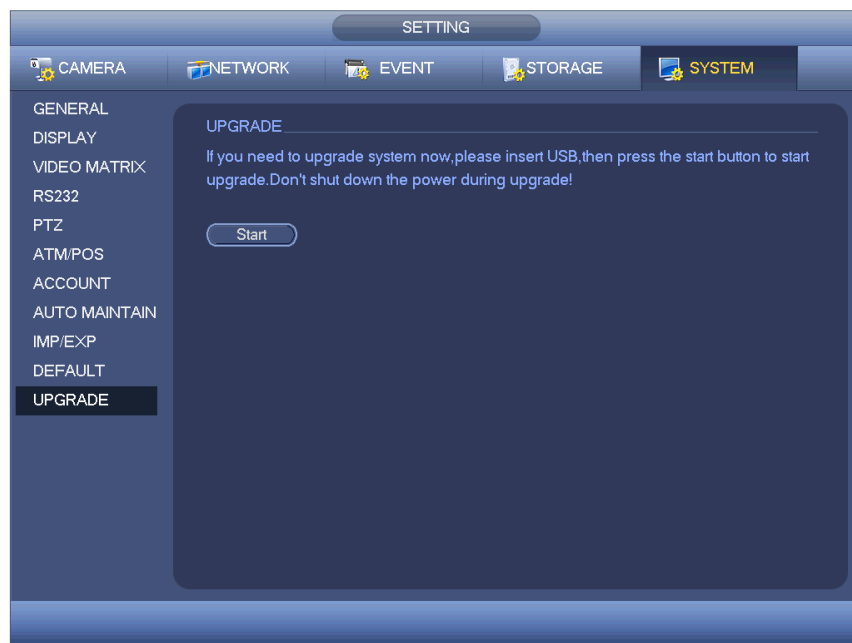 SETTING
CAMERA
NETWORK
EVENT
STORAGE
SYSTEM
GENERAL
DISPLAY
VIDEO MATRIX
RS232
PTZ
ATM/POS
ACCOUNT
AUTO MAINTAIN
IMP/EXP
DEFAULT
UPGRADE
UPGRADE
If you need to upgrade system now,please insert USB,then press the start button to start
upgrade.Don't shut down the power during upgrade!
Start